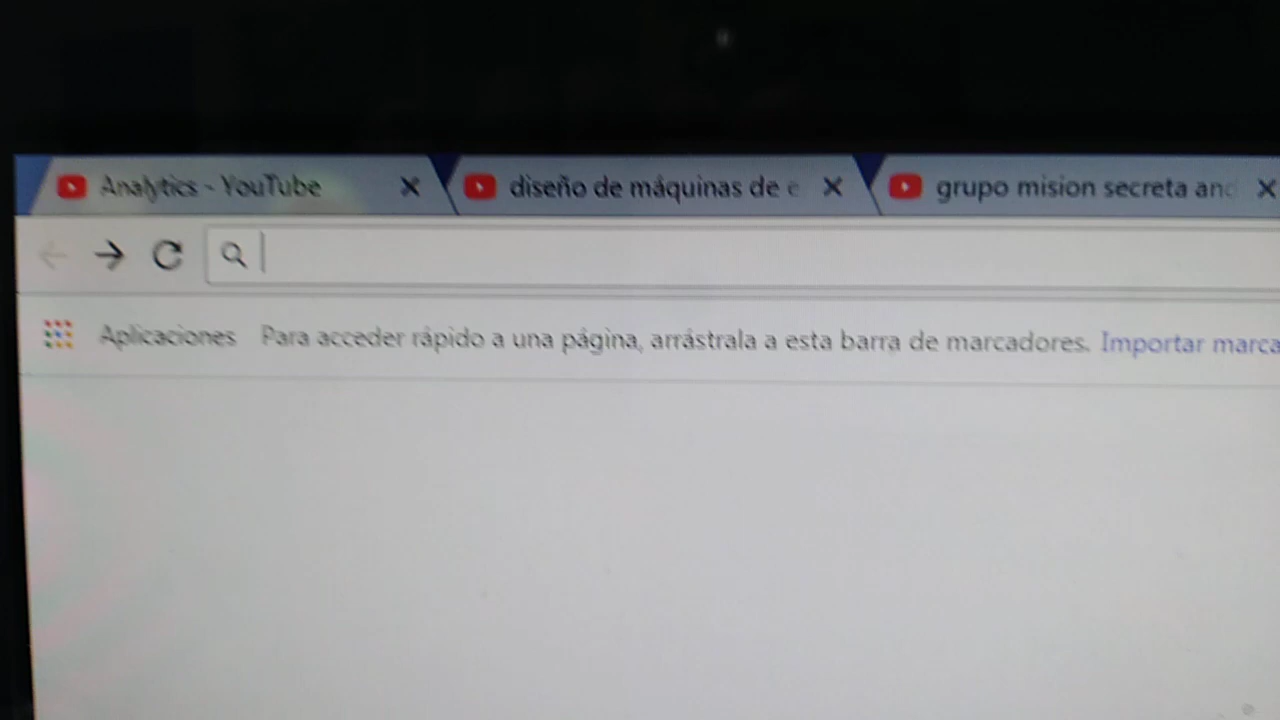 Analytics - YouTube diseño de máquinas de e grupo mision secreta and
Aplicaciones Para acceder rápido a una página, arrástrala a esta barra de marcadores. Importar marca